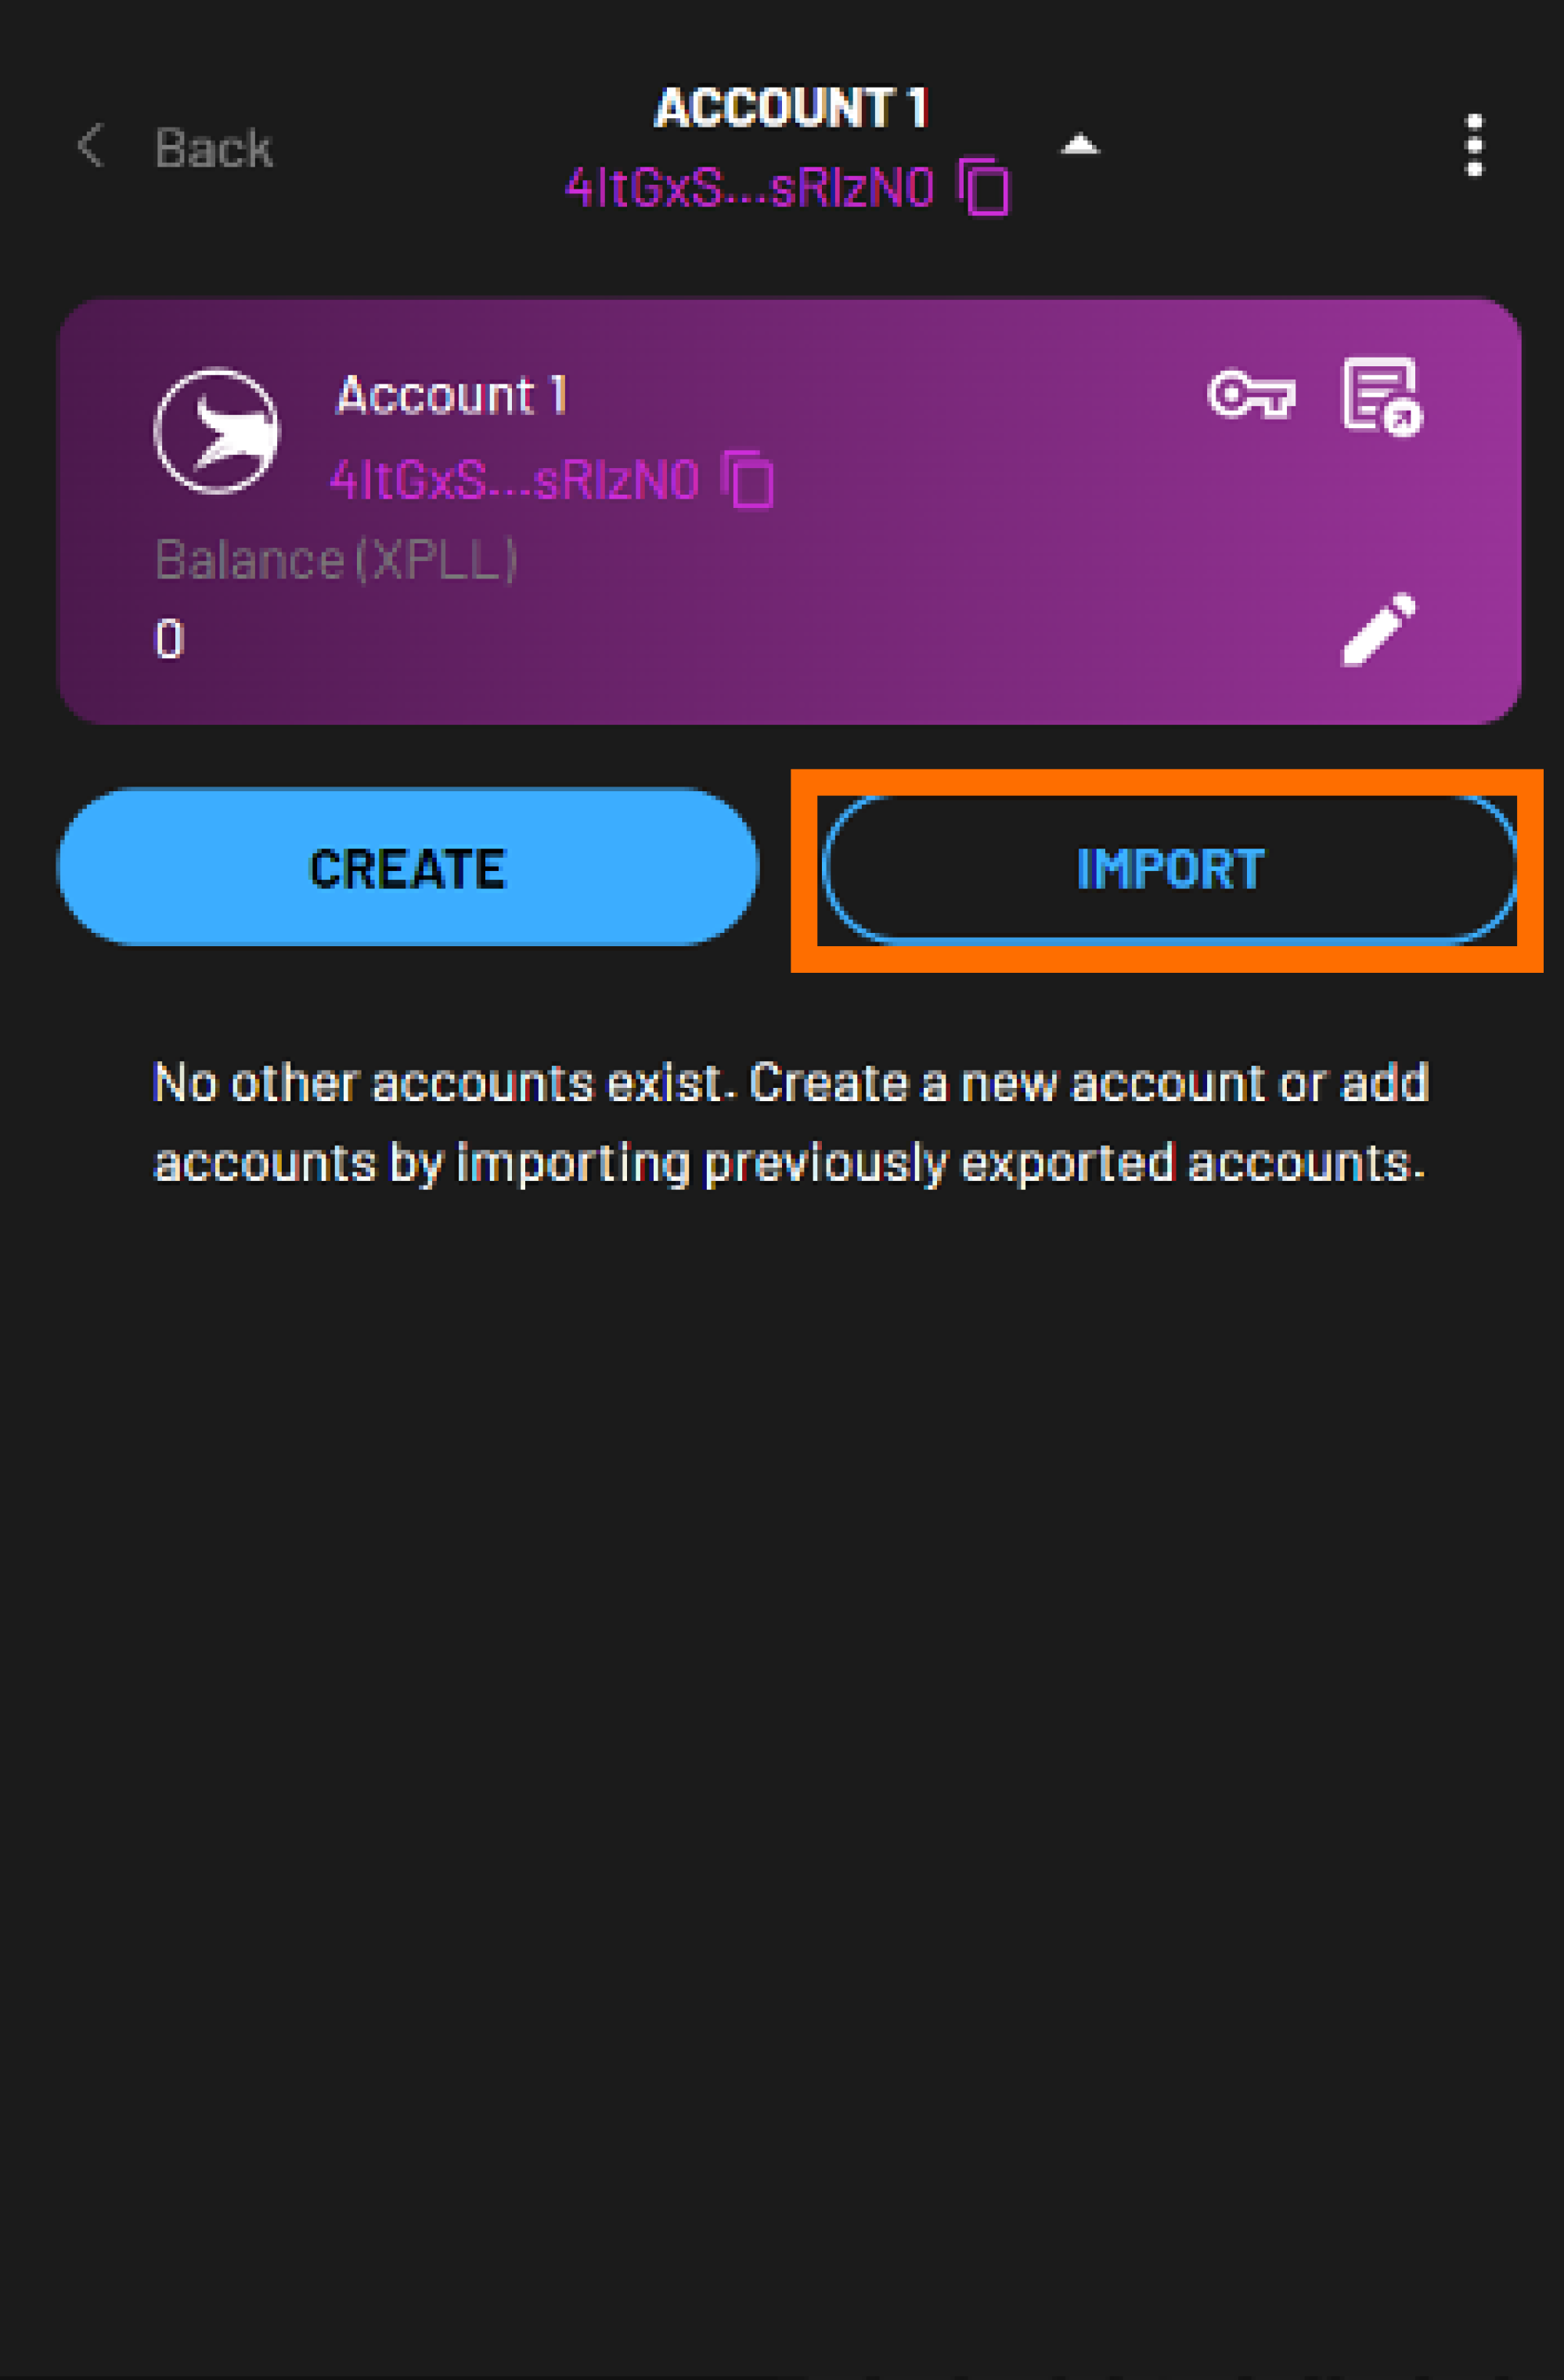 Back
ACCOUNT 1
4ItGxS...sRIzN0
Account 1
4ItGxS...sRIzN0
Balance (XPLL)
0
CREATE
IMPORT
No other accounts exist. Create a new account or add
accounts by importing previously exported accounts.